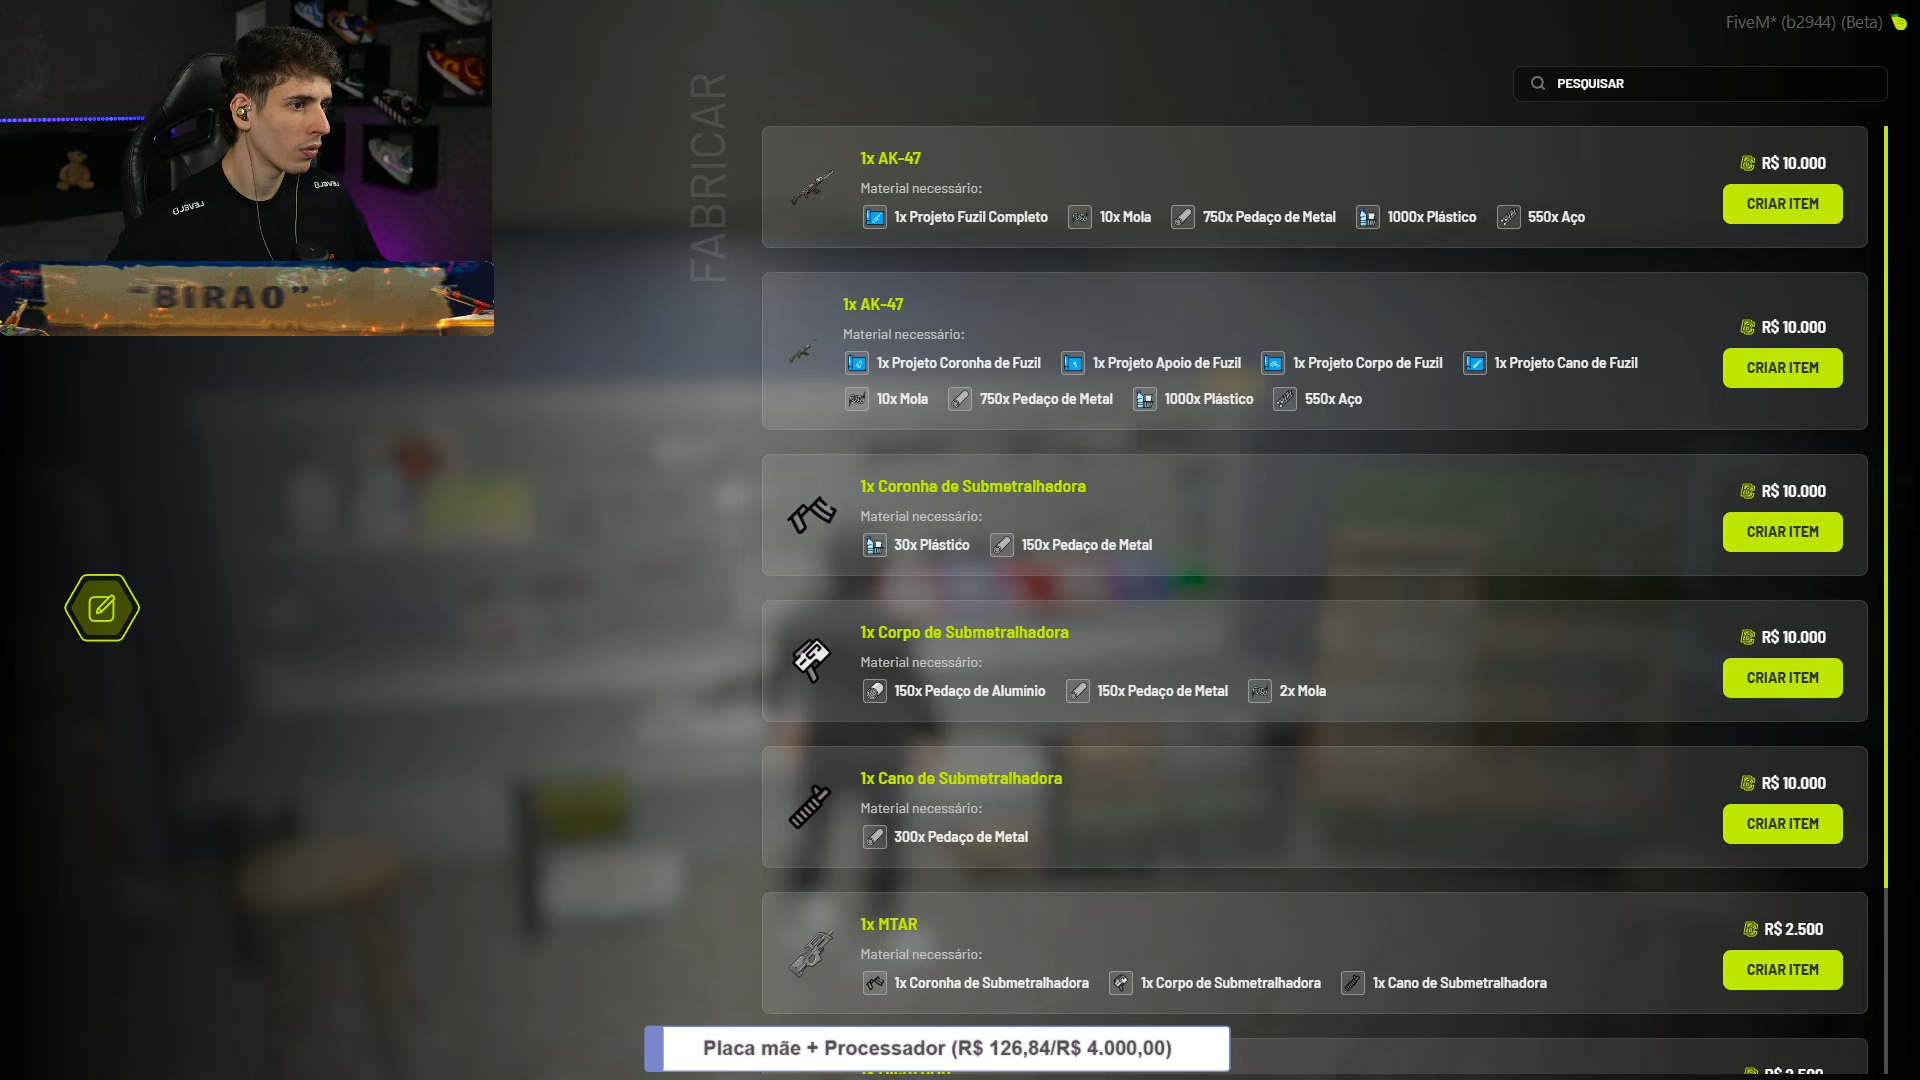 FiveM* (b2944) (Beta)
PESQUISAR
FABRICAR
LEVELD
LEVELD
"BIRAO"
1x AK-47
Material necessário:
1x Projeto Fuzil Completo 10x Mola 750x Pedaço de Metal 1000x Plástico 550x Aço
R$ 10.000
CRIAR ITEM
1x AK-47
Material necessário:
1x Projeto Coronha de Fuzil 1x Projeto Apoio de Fuzil 1x Projeto Corpo de Fuzil 1x Projeto Cano de Fuzil
10x Mola 750x Pedaço de Metal 1000x Plástico 550x Aço
R$ 10.000
CRIAR ITEM
1x Coronha de Submetralhadora
Material necessário:
30x Plástico 150x Pedaço de Metal
R$ 10.000
CRIAR ITEM
1x Corpo de Submetralhadora
Material necessário:
150x Pedaço de Alumínio 150x Pedaço de Metal 2x Mola
R$ 10.000
CRIAR ITEM
1x Cano de Submetralhadora
Material necessário:
300x Pedaço de Metal
R$ 10.000
CRIAR ITEM
1x MTAR
Material necessário:
1x Coronha de Submetralhadora 1x Corpo de Submetralhadora 1x Cano de Submetralhadora
R$ 2.500
CRIAR ITEM
Placa mãe + Processador (R$ 126,84/R$ 4.000,00)
R$ 2.500